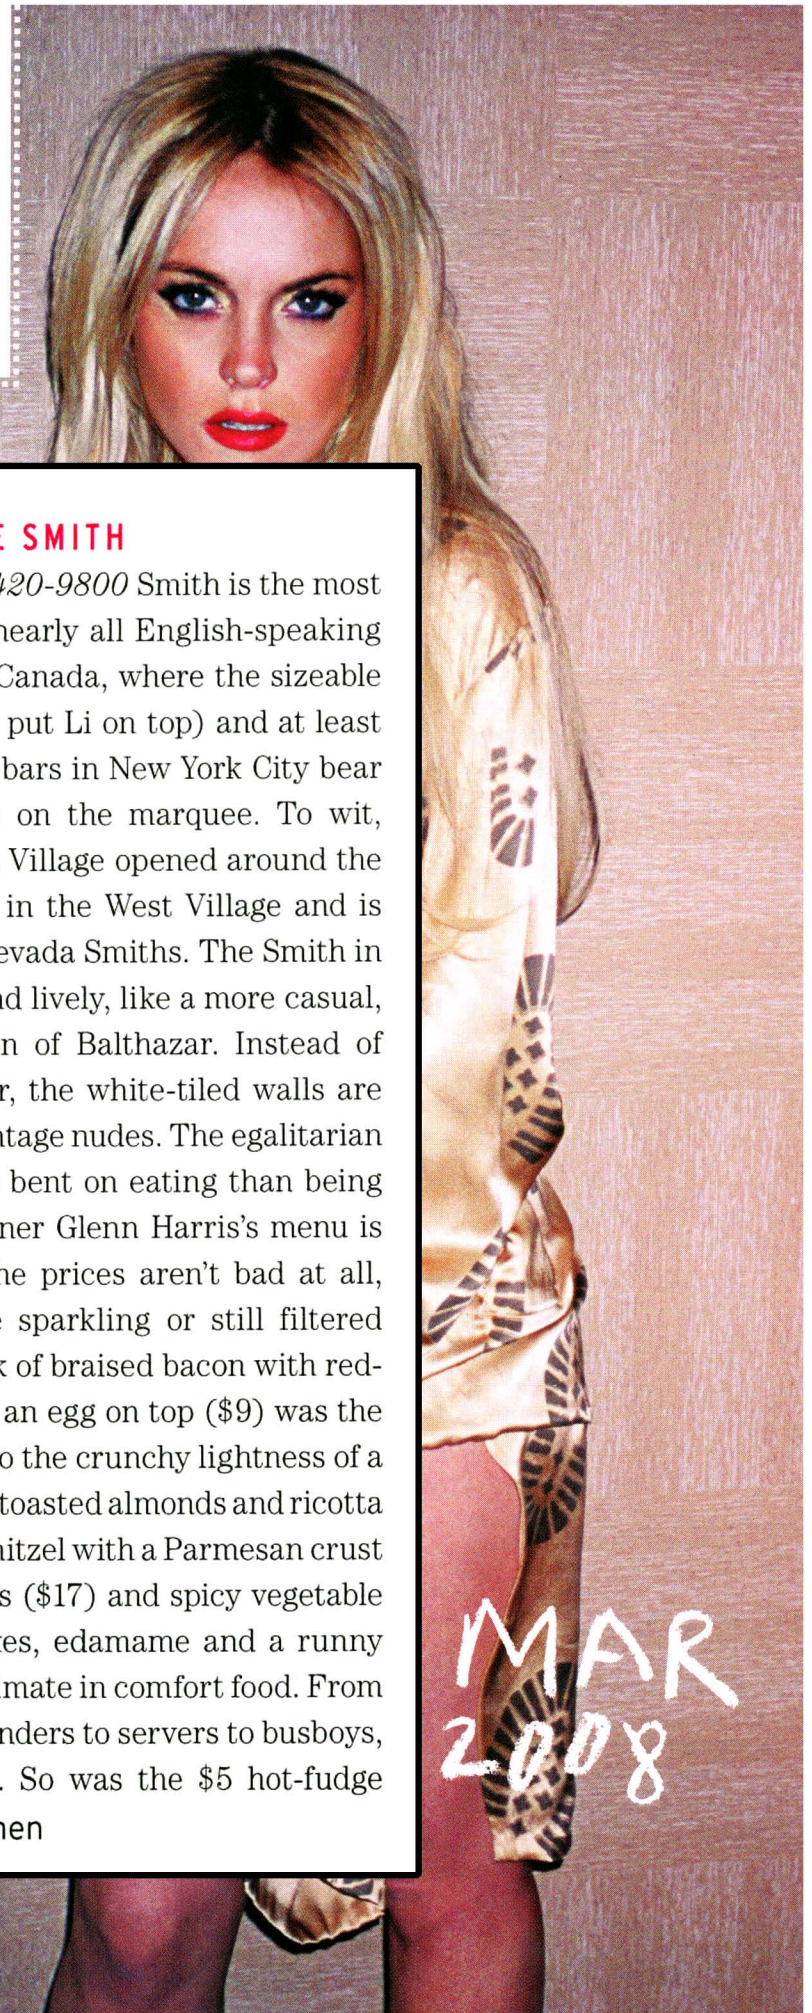 E SMITH
420-9800 Smith is the most
nearly all English-speaking
Canada, where the sizeable
put Li on top) and at least
bars in New York City bear
on the marquee. To wit,
Village opened around the
in the West Village and is
evada Smiths. The Smith in
nd lively, like a more casual,
n of Balthazar. Instead of
r, the white-tiled walls are
ntage nudes. The egalitarian
bent on eating than being
ner Glenn Harris's menu is
he prices aren't bad at all,
e sparkling or still filtered
k of braised bacon with red-
an egg on top ($9) was the
o the crunchy lightness of a
toasted almonds and ricotta
nitzel with a Parmesan crust
s ($17) and spicy vegetable
tes, edamame and a runny
imate in comfort food. From
nders to servers to busboys,
. So was the $5 hot-fudge
hen
MAR
2008